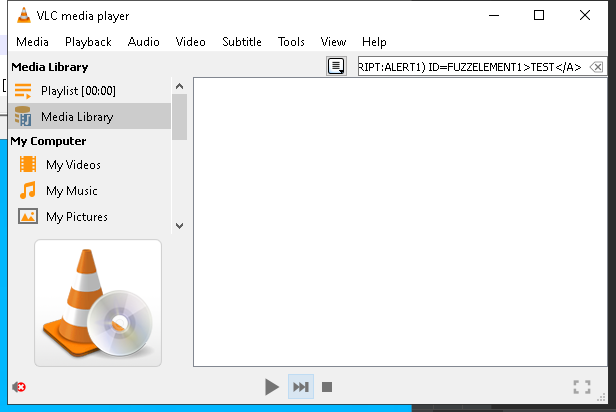 VLC media player
Media Playback Audio Video Subtitle Tools View Help
Media Library
RIPT:ALERT1) ID=FUZZELEMENT1>TEST</A>
Playlist [00:00]
Media Library
My Computer
My Videos
My Music
My Pictures